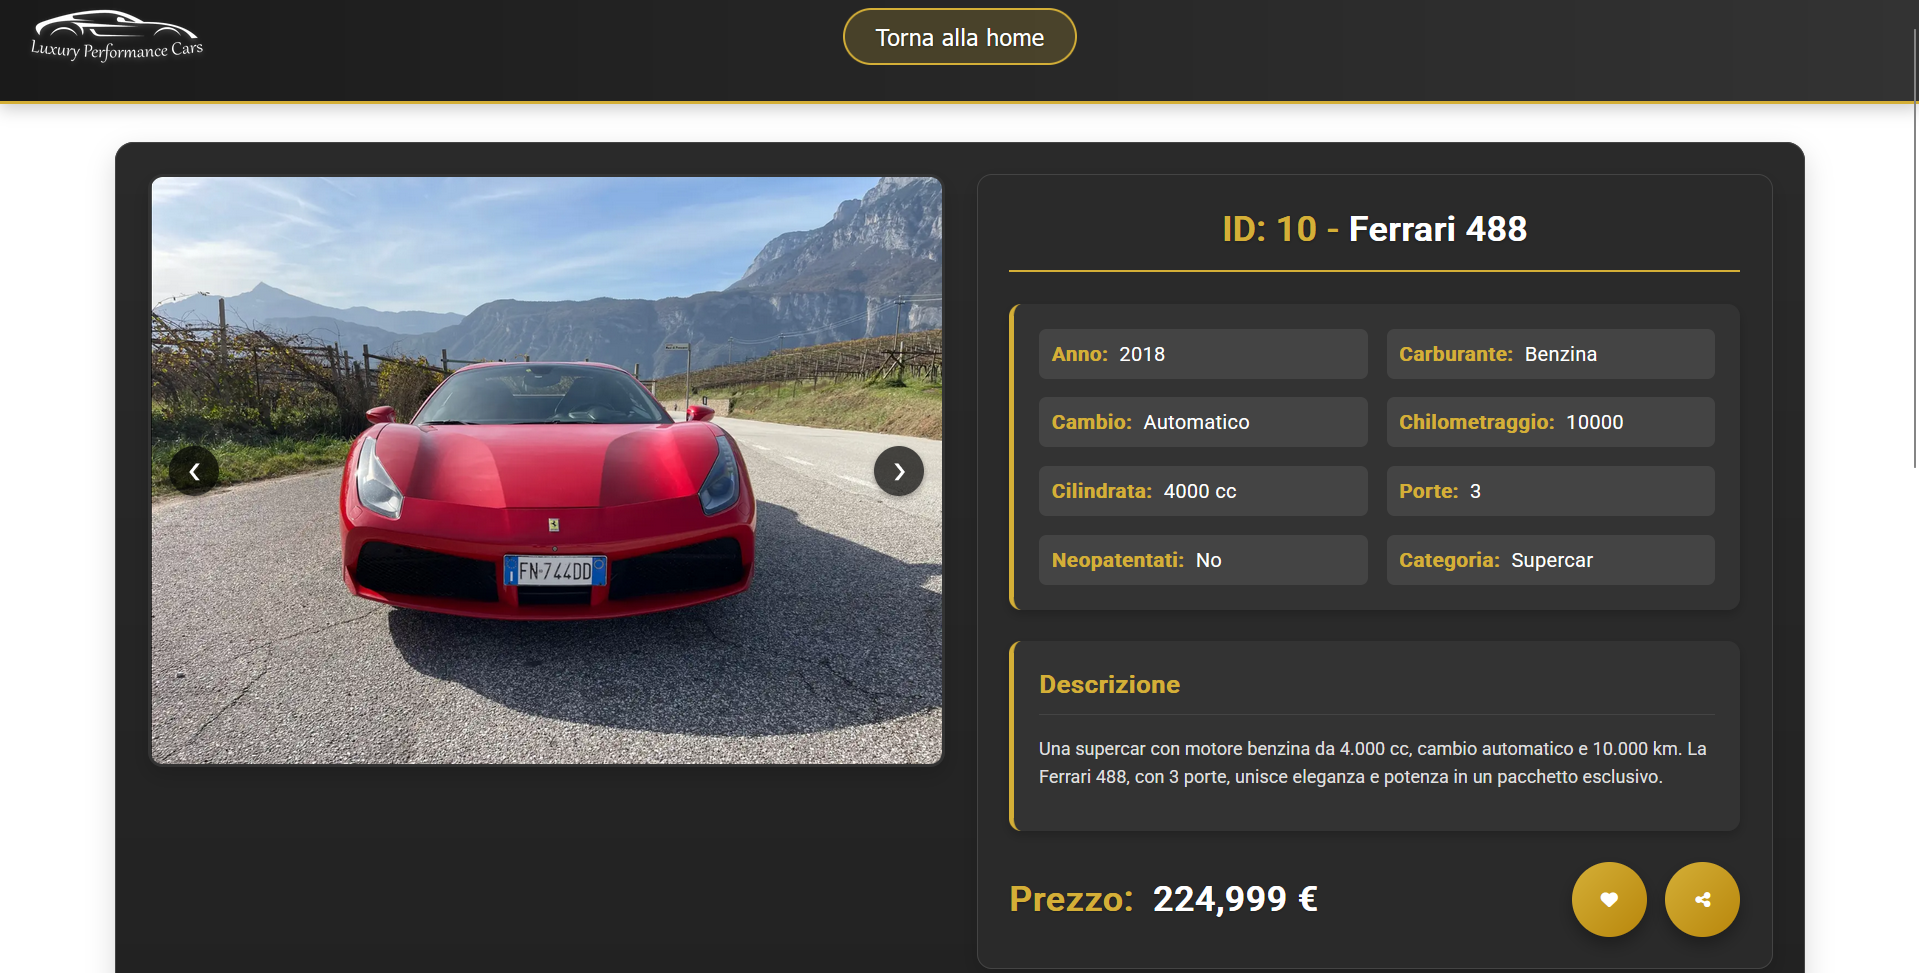 Luxury Performance Cars
Torna alla home
ID: 10 - Ferrari 488
Anno: 2018
Carburante: Benzina
Cambio: Automatico
Chilometraggio: 10000
Cilindrata: 4000 cc
Porte: 3
Neopatentati: No
Categoria: Supercar
FN-744DD
I
Descrizione
Una supercar con motore benzina da 4.000 cc, cambio automatico e 10.000 km. La
Ferrari 488, con 3 porte, unisce eleganza e potenza in un pacchetto esclusivo.
Prezzo: 224,999 €